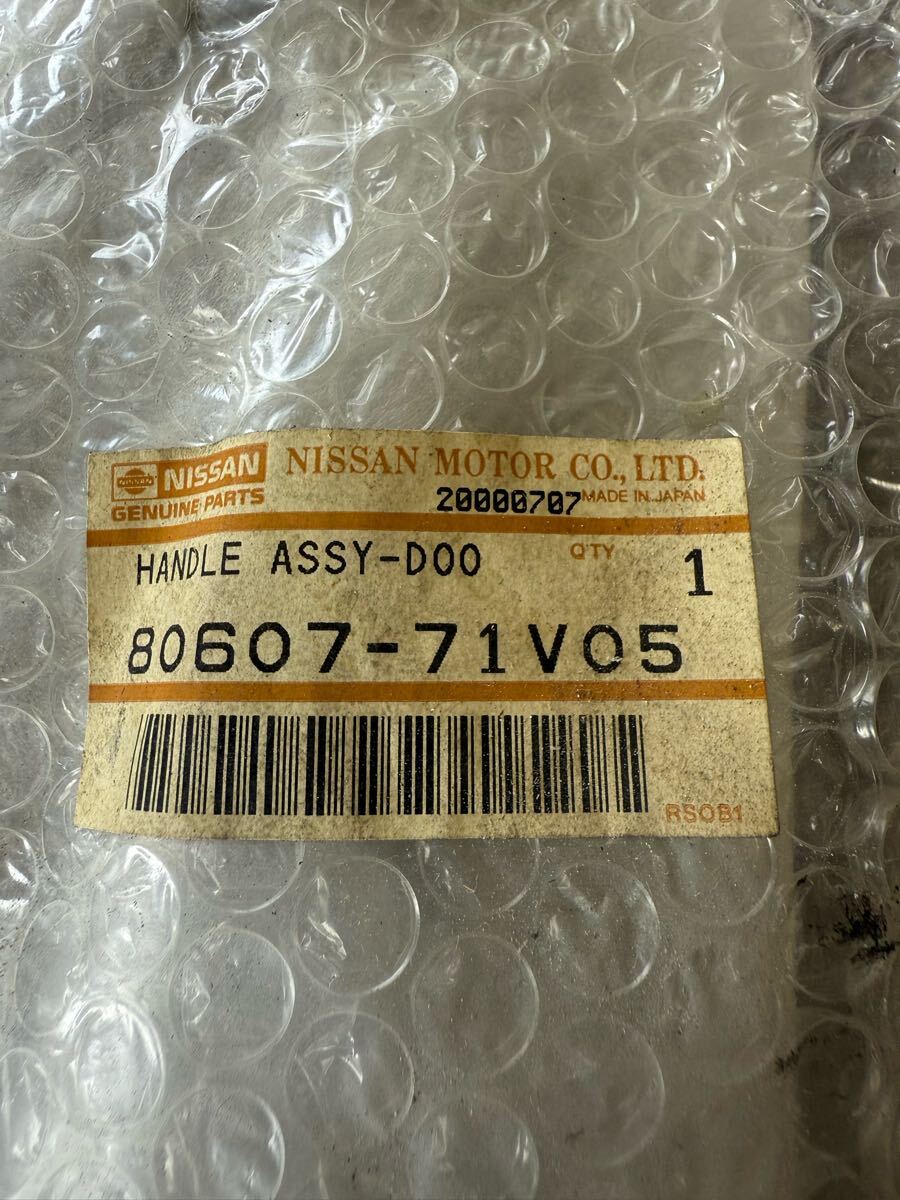 NISSAN NISSAN MOTOR CO., LTD.
GENUINE PARTS 20000707 MADE IN JAPAN
HANDLE ASSY-DOO Q'TY 1
80607-71V05
RSOB1